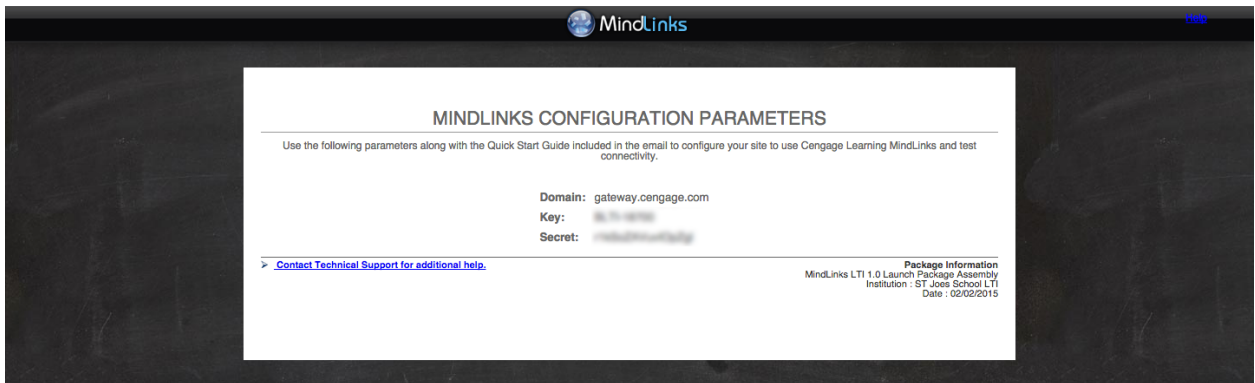 MindLinks
Help
MINDLINKS CONFIGURATION PARAMETERS
Use the following parameters along with the Quick Start Guide included in the email to configure your site to use Cengage Learning MindLinks and test
connectivity.
Domain: gateway.cengage.com
Key:
Secret:
➢ Contact Technical Support for additional help.
Package Information
MindLinks LTI 1.0 Launch Package Assembly
Institution : ST Joes School LTI
Date : 02/02/2015